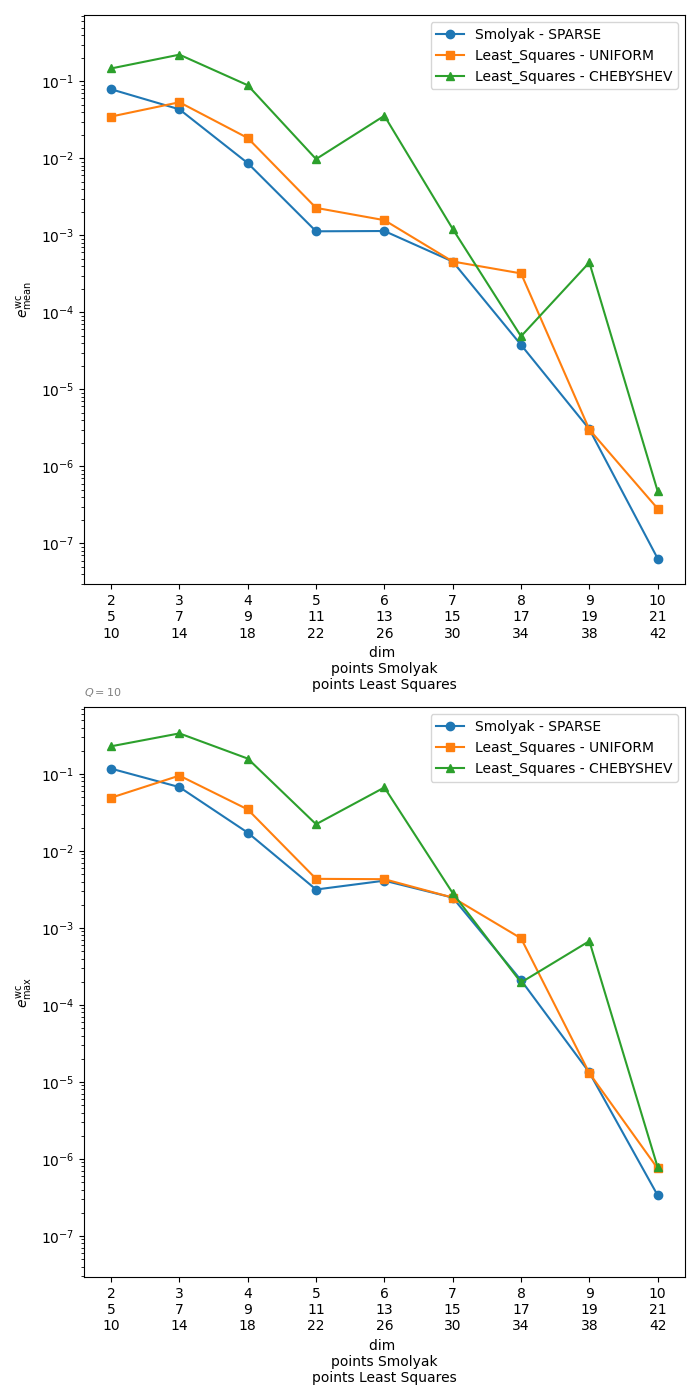 Smolyak - SPARSE
Least_Squares - UNIFORM
Least_Squares - CHEBYSHEV
10⁻¹
10⁻²
10⁻³
10⁻⁴
10⁻⁵
10⁻⁶
10⁻⁷
e^wc_mean
2 3 4 5 6 7 8 9 10
5 7 9 11 13 15 17 19 21
10 14 18 22 26 30 34 38 42
dim
points Smolyak
points Least Squares
Q = 10
Smolyak - SPARSE
Least_Squares - UNIFORM
Least_Squares - CHEBYSHEV
10⁻¹
10⁻²
10⁻³
10⁻⁴
10⁻⁵
10⁻⁶
10⁻⁷
e^wc_max
2 3 4 5 6 7 8 9 10
5 7 9 11 13 15 17 19 21
10 14 18 22 26 30 34 38 42
dim
points Smolyak
points Least Squares